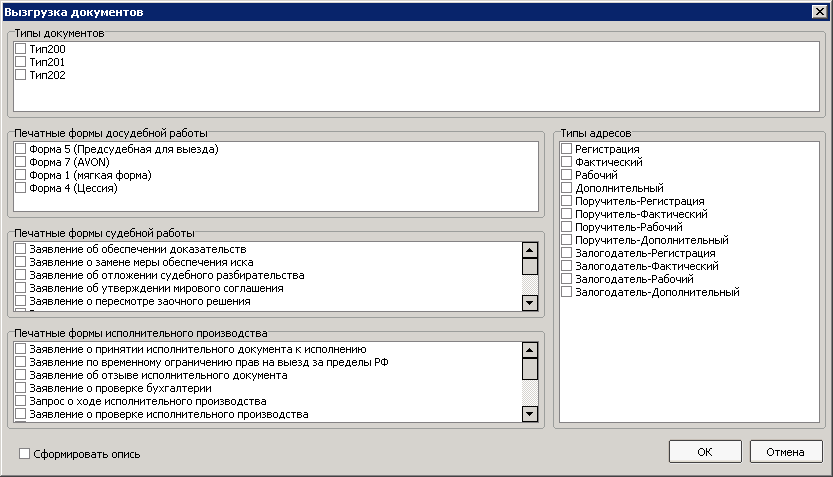 Вызгрузка документов
Типы документов
Тип200
Тип201
Тип202
Печатные формы досудебной работы
Форма 5 (Предсудебная для выезда)
Форма 7 (AVON)
Форма 1 (мягкая форма)
Форма 4 (Цессия)
Печатные формы судебной работы
Заявление об обеспечении доказательств
Заявление о замене меры обеспечения иска
Заявление об отложении судебного разбирательства
Заявление об утверждении мирового соглашения
Заявление о пересмотре заочного решения
Печатные формы исполнительного производства
Заявление о принятии исполнительного документа к исполнению
Заявление по временному ограничению прав на выезд за пределы РФ
Заявление об отзыве исполнительного документа
Заявление о проверке бухгалтерии
Запрос о ходе исполнительного производства
Заявление о проверке исполнительного производства
Типы адресов
Регистрация
Фактический
Рабочий
Дополнительный
Поручитель-Регистрация
Поручитель-Фактический
Поручитель-Рабочий
Поручитель-Дополнительный
Залогодатель-Регистрация
Залогодатель-Фактический
Залогодатель-Рабочий
Залогодатель-Дополнительный
Сформировать опись
ОК
Отмена